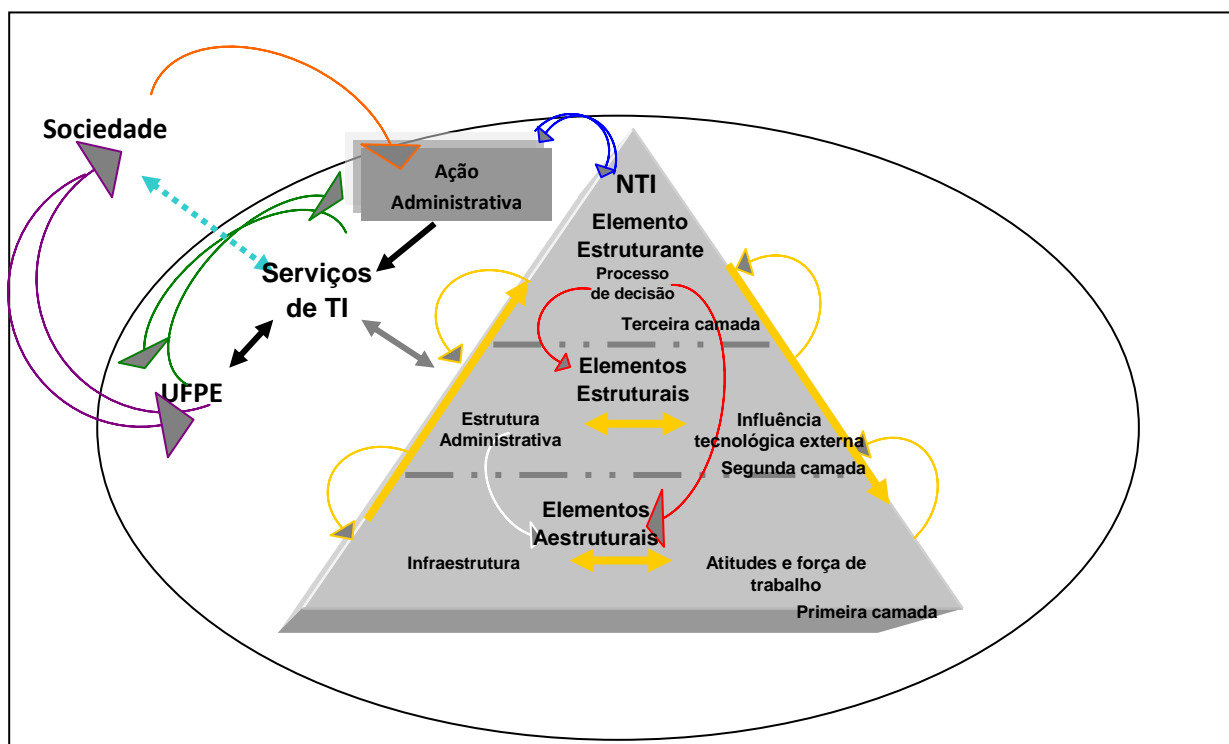 Sociedade
Ação
Administrativa
Serviços
de TI
UFPE
NTI
Elemento
Estruturante
Processo
de decisão
Terceira camada
Elementos
Estruturais
Estrutura
Administrativa
Influência
tecnológica externa
Segunda camada
Elementos
Aestruturais
Infraestrutura
Atitudes e força de
trabalho
Primeira camada